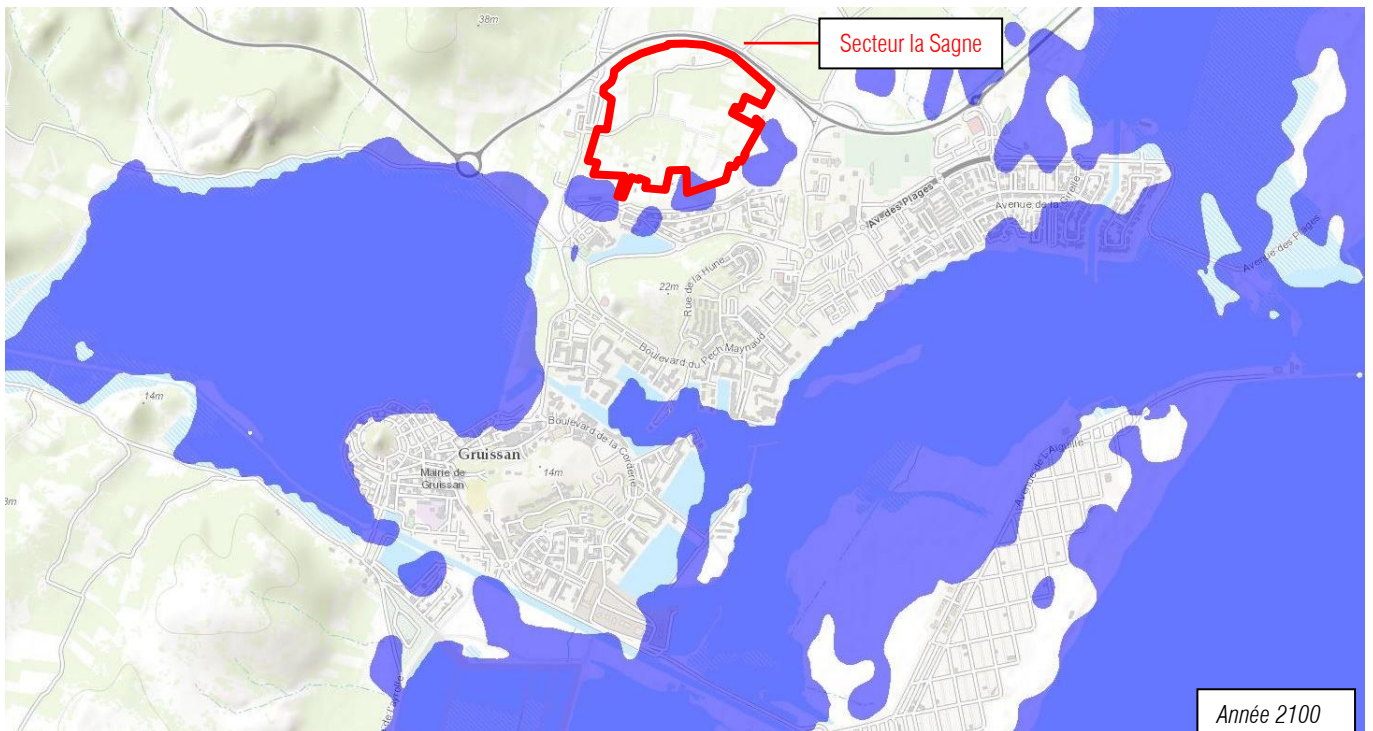 38m
Secteur la Sagne
Av. des Plages
Avenue de la
Avenue des Plages
22m
Rue de la Hune
Boulevard du Pech Maynaud
14m
Boulevard de la Corderie
Gruissan
Mairie de
Gruissan
14m
Avenue de L'Aiguille
Année 2100